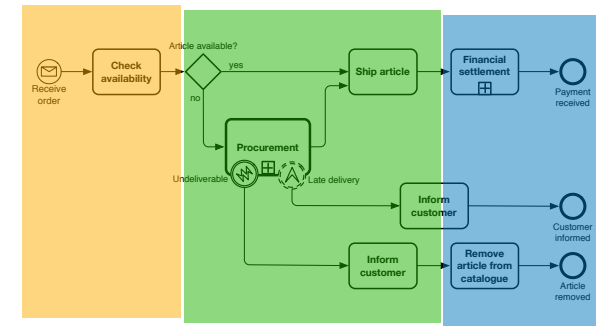 Article available?
yes
Check
availability
Ship article
Financial
settlement
Receive
order
Payment
received
no
Procurement
Undeliverable
Late delivery
Inform
customer
Customer
informed
Inform
customer
Remove
article from
catalogue
Article
removed